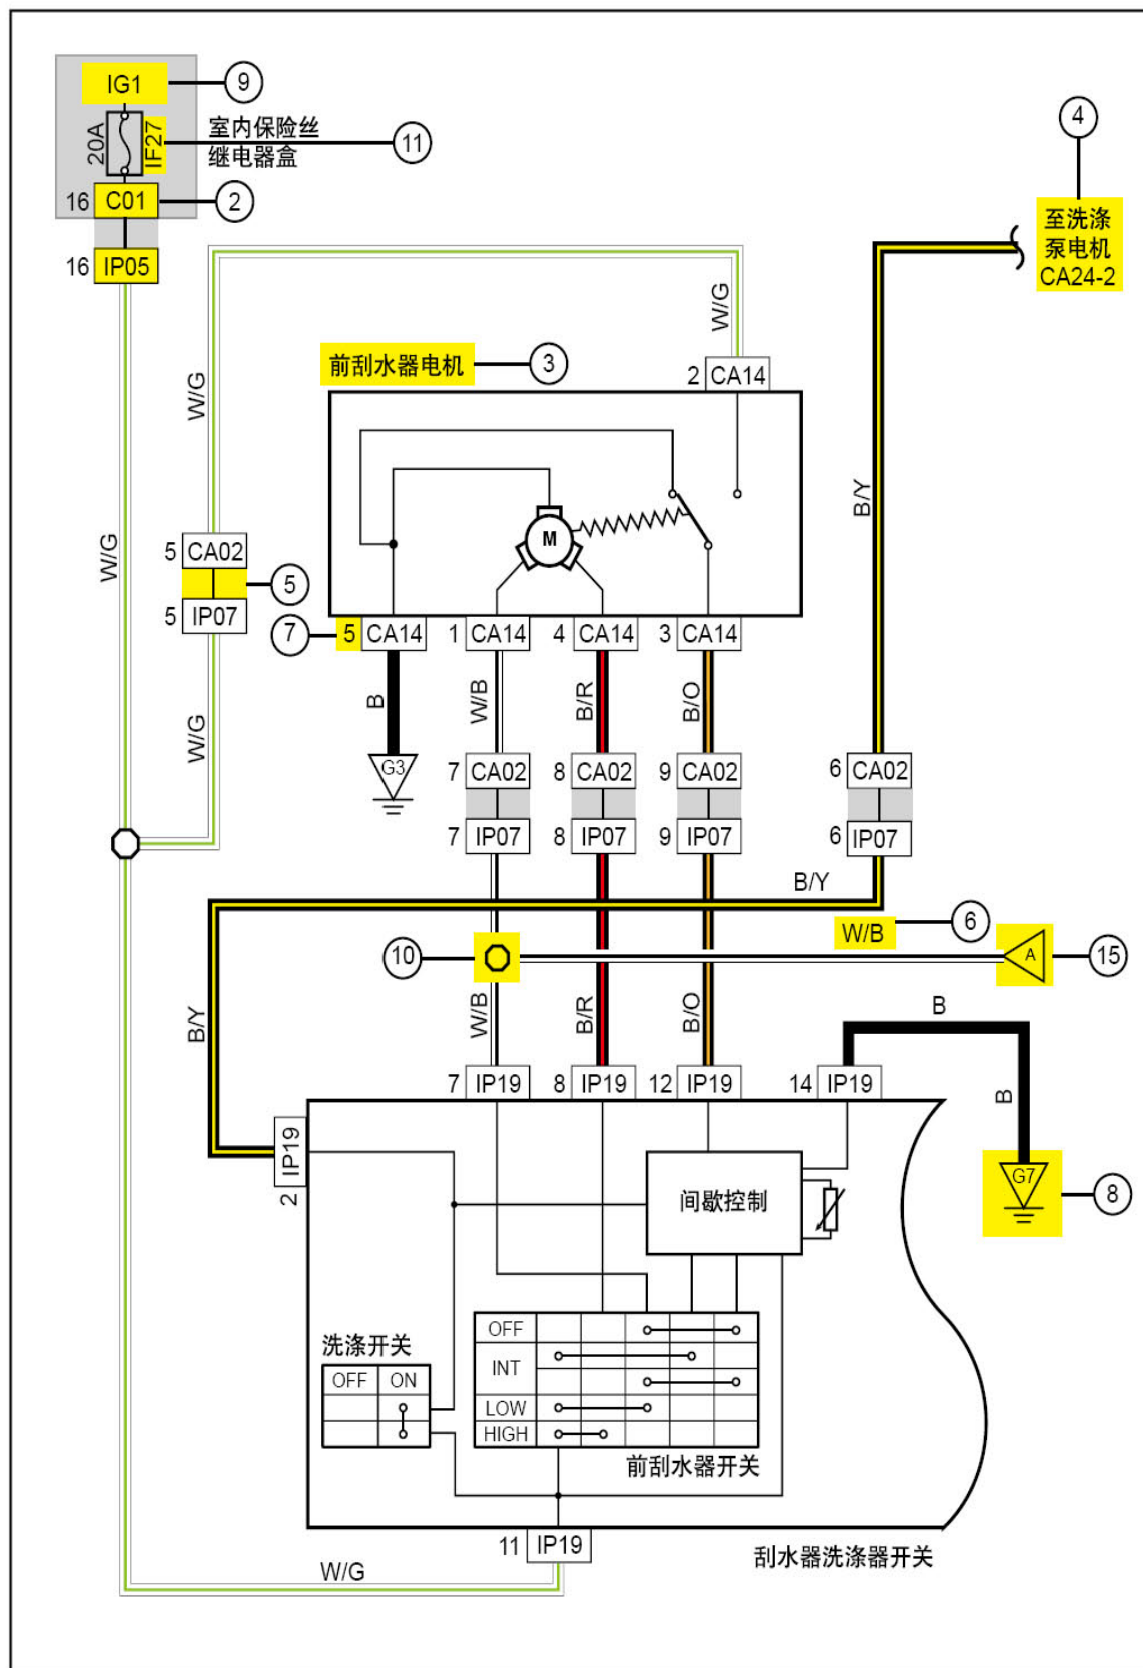 IG1
9
20A
IF27
室内保险丝
继电器盒
11
16
C01
2
16
IP05
4
至洗涤
泵电机
CA24-2
W/G
前刮水器电机
3
2
CA14
W/G
W/G
B/Y
M
5
CA02
5
5
IP07
7
5
CA14
1
CA14
4
CA14
3
CA14
W/G
B
W/B
B/R
B/O
G3
7
CA02
8
CA02
9
CA02
6
CA02
7
IP07
8
IP07
9
IP07
6
IP07
B/Y
W/B
6
10
A
15
B/Y
W/B
B/R
B/O
B
7
IP19
8
IP19
12
IP19
14
IP19
B
IP19
2
间歇控制
G7
8
洗涤开关
OFF
ON
OFF
INT
LOW
HIGH
前刮水器开关
11
IP19
刮水器洗涤器开关
W/G